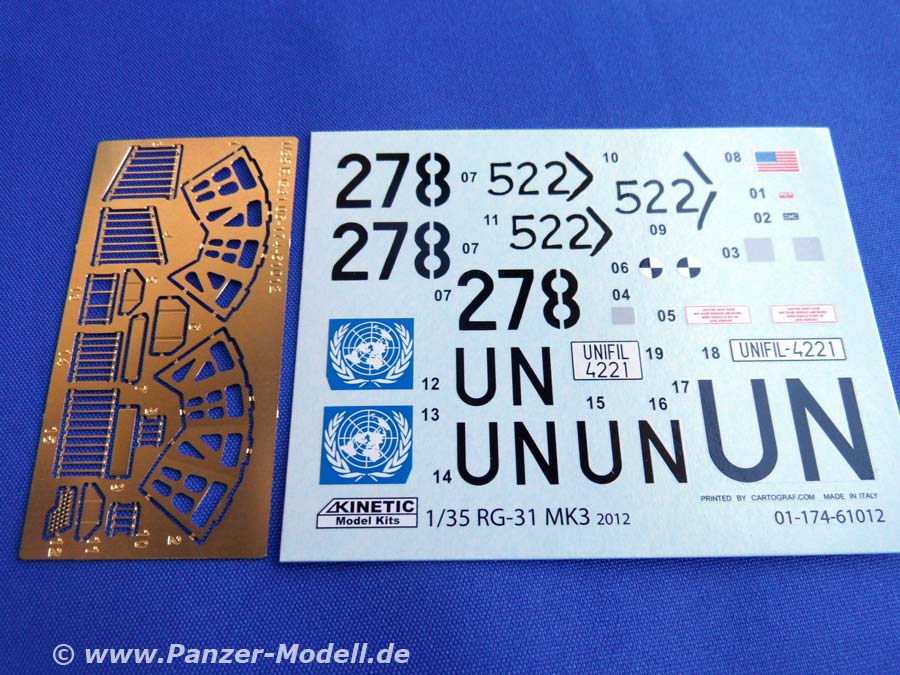 278 07 522 10 08
522 01
11 522 09 02
278 07 03
06
07 278 04
05
UNIFIL
4221
19 18 UNIFIL-4221
12 UN 17
13 15 16 UN
14 UN UN
PRINTED BY CARTOGRAF.COM MADE IN ITALY
KINETIC
Model Kits
1/35 RG-31 MK3 2012 01-174-61012
© www.Panzer-Modell.de